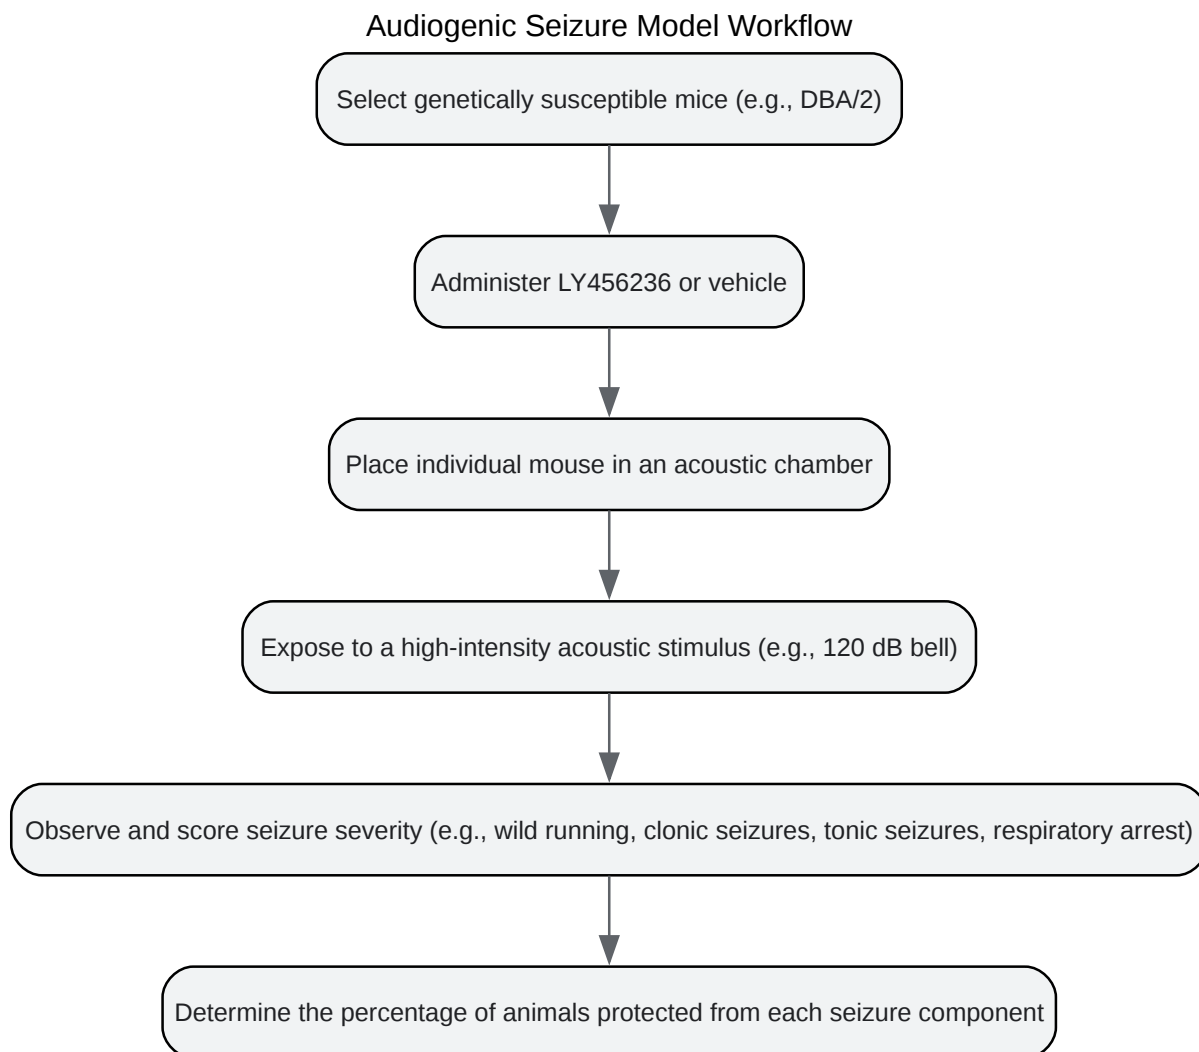 Audiogenic Seizure Model Workflow
Select genetically susceptible mice (e.g., DBA/2)
Administer LY456236 or vehicle
Place individual mouse in an acoustic chamber
Expose to a high-intensity acoustic stimulus (e.g., 120 dB bell)
Observe and score seizure severity (e.g., wild running, clonic seizures, tonic seizures, respiratory arrest)
Determine the percentage of animals protected from each seizure component